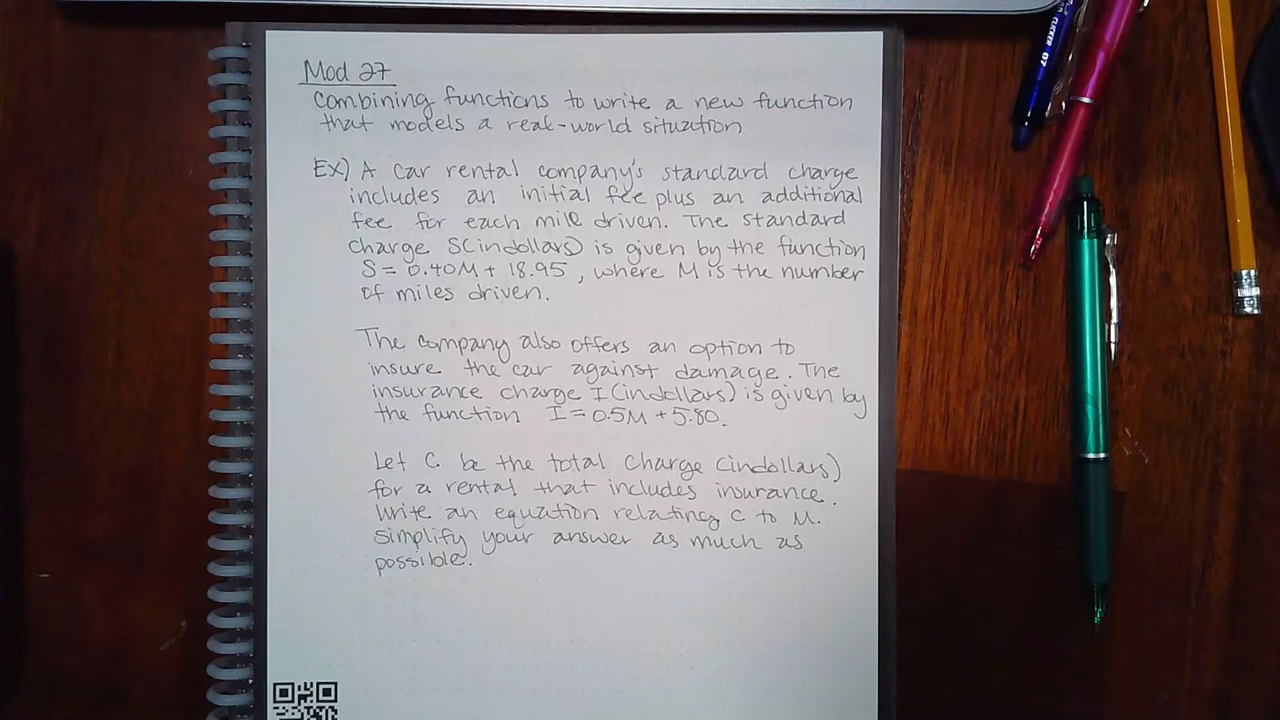 Mod 27
Combining functions to write a new function
that models a real-world situation
EX) A car rental company's standard charge
includes an initial fee plus an additional
fee for each mile driven. The standard
charge S(in dollars) is given by the function
S = 0.40M + 18.95, where M is the number
of miles driven.
The company also offers an option to
insure the car against damage. The
insurance charge I (in dollars) is given by
the function I = 0.5M + 5.80.
Let C be the total charge (in dollars)
for a rental that includes insurance.
Write an equation relating C to M.
Simplify your answer as much as
possible.
CLICKER 07